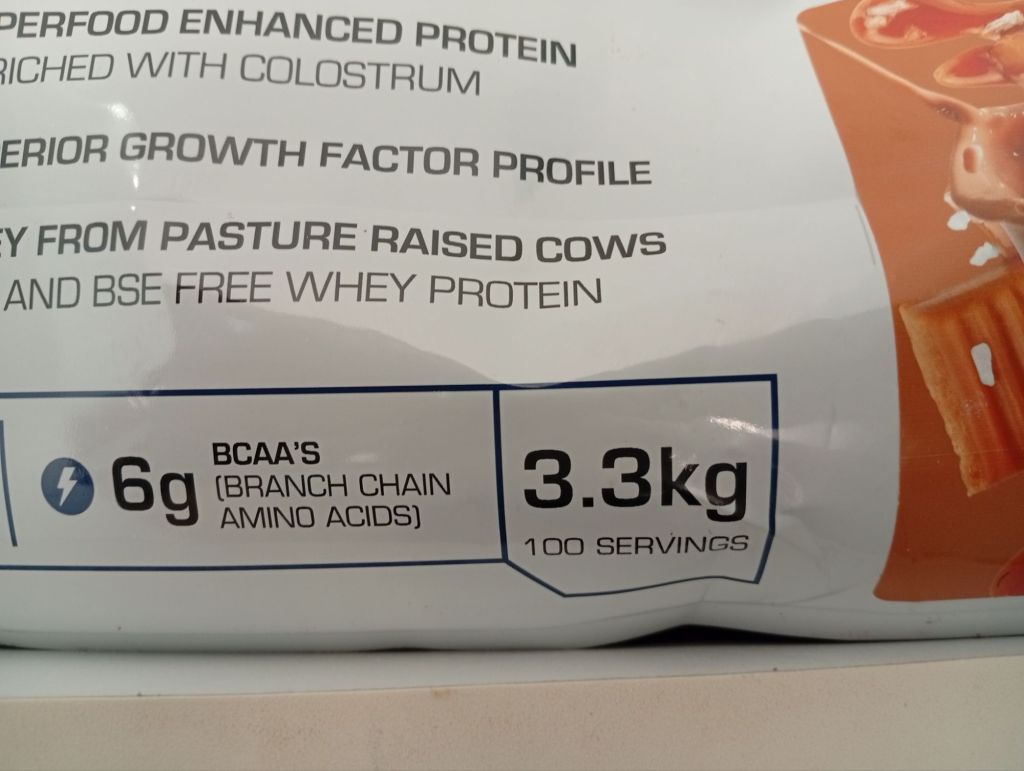 PERFOOD ENHANCED PROTEIN
RICHED WITH COLOSTRUM
ERIOR GROWTH FACTOR PROFILE
EY FROM PASTURE RAISED COWS
AND BSE FREE WHEY PROTEIN
6g BCAA'S
(BRANCH CHAIN
AMINO ACIDS)
3.3kg
100 SERVINGS